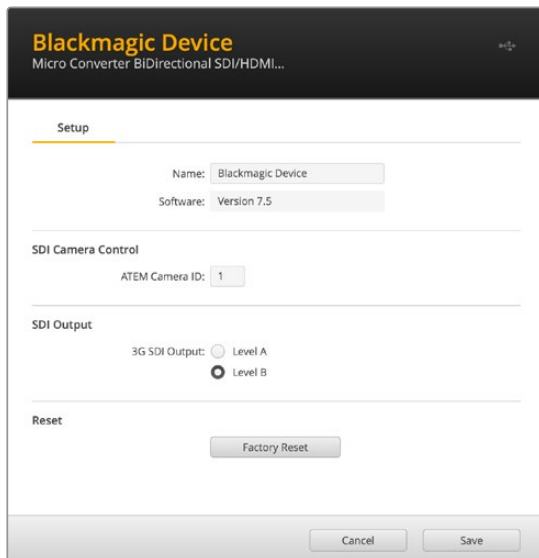 Blackmagic Device
Micro Converter BiDirectional SDI/HDMI...
Setup
Name: Blackmagic Device
Software: Version 7.5
SDI Camera Control
ATEM Camera ID: 1
SDI Output
3G SDI Output: Level A
Level B
Reset
Factory Reset
Cancel Save